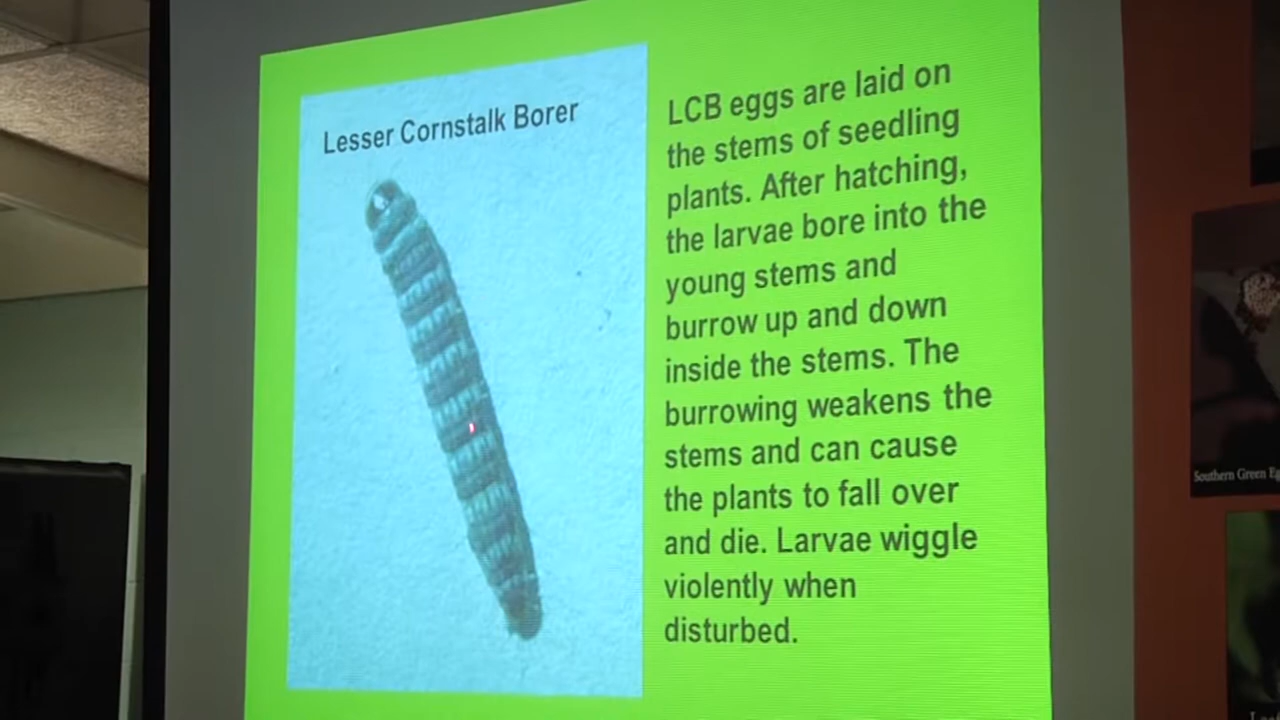 Lesser Cornstalk Borer
LCB eggs are laid on
the stems of seedling
plants. After hatching,
the larvae bore into the
young stems and
burrow up and down
inside the stems. The
burrowing weakens the
stems and can cause
the plants to fall over
and die. Larvae wiggle
violently when
disturbed.
Southern Green